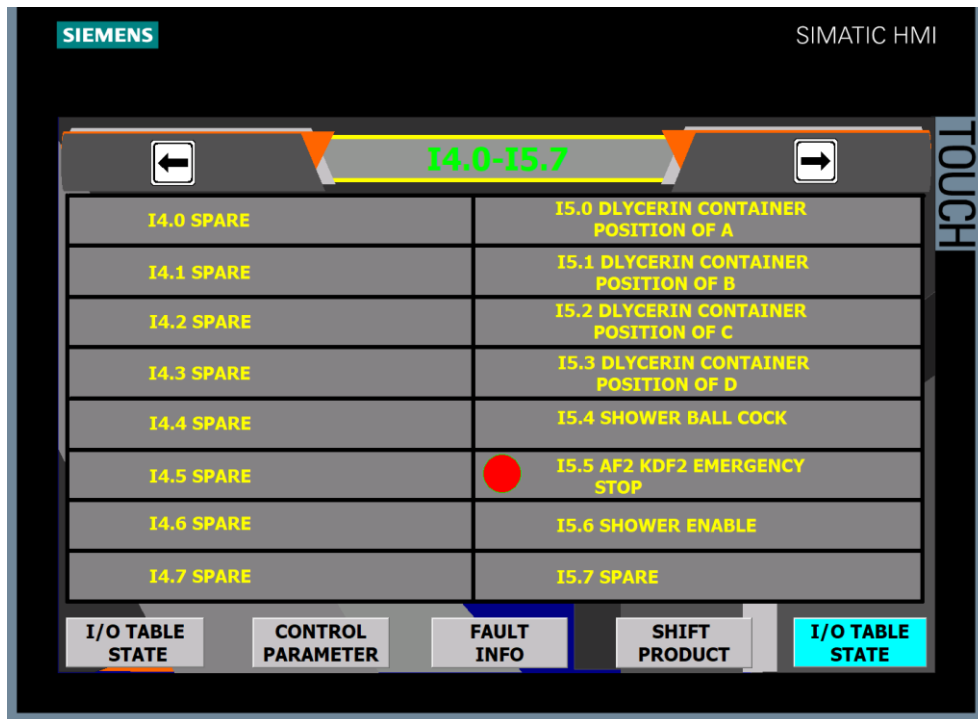 SIEMENS
SIMATIC HMI
TOUCH
I4.0-I5.7
I4.0 SPARE
I5.0 DLYCERIN CONTAINER
POSITION OF A
I4.1 SPARE
I5.1 DLYCERIN CONTAINER
POSITION OF B
I4.2 SPARE
I5.2 DLYCERIN CONTAINER
POSITION OF C
I4.3 SPARE
I5.3 DLYCERIN CONTAINER
POSITION OF D
I4.4 SPARE
I5.4 SHOWER BALL COCK
I4.5 SPARE
I5.5 AF2 KDF2 EMERGENCY
STOP
I4.6 SPARE
I5.6 SHOWER ENABLE
I4.7 SPARE
I5.7 SPARE
I/O TABLE
STATE
CONTROL
PARAMETER
FAULT
INFO
SHIFT
PRODUCT
I/O TABLE
STATE